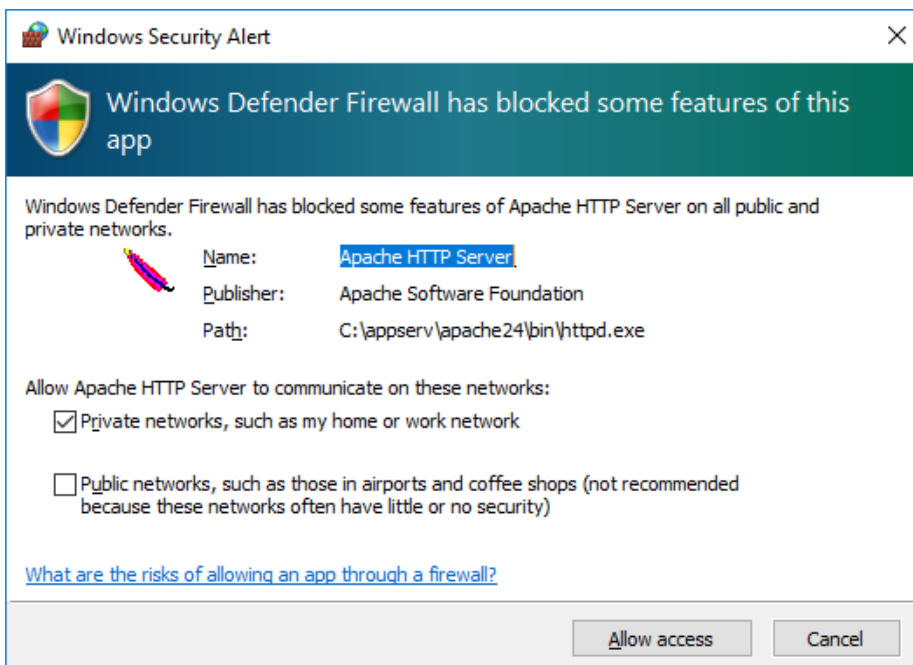 Windows Security Alert
Windows Defender Firewall has blocked some features of this
app
Windows Defender Firewall has blocked some features of Apache HTTP Server on all public and
private networks.
Name: Apache HTTP Server
Publisher: Apache Software Foundation
Path: C:\appserv\apache24\bin\httpd.exe
Allow Apache HTTP Server to communicate on these networks:
Private networks, such as my home or work network
Public networks, such as those in airports and coffee shops (not recommended
because these networks often have little or no security)
What are the risks of allowing an app through a firewall?
Allow access Cancel